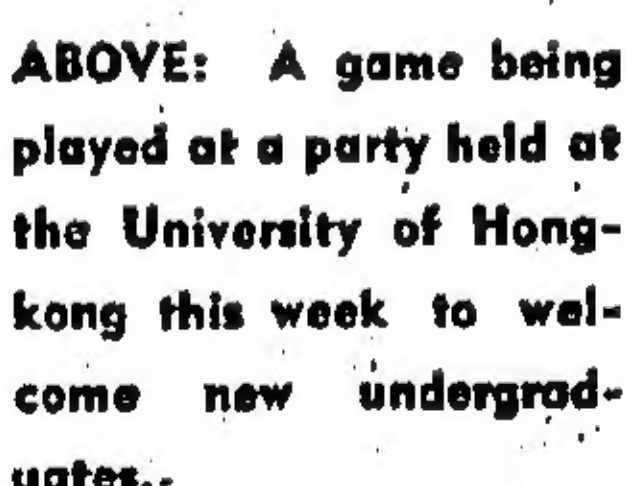 ABOVE: A game being
played at a party held at
the University of Hong-
kong this week to wel-
come new undergrad-
uates.